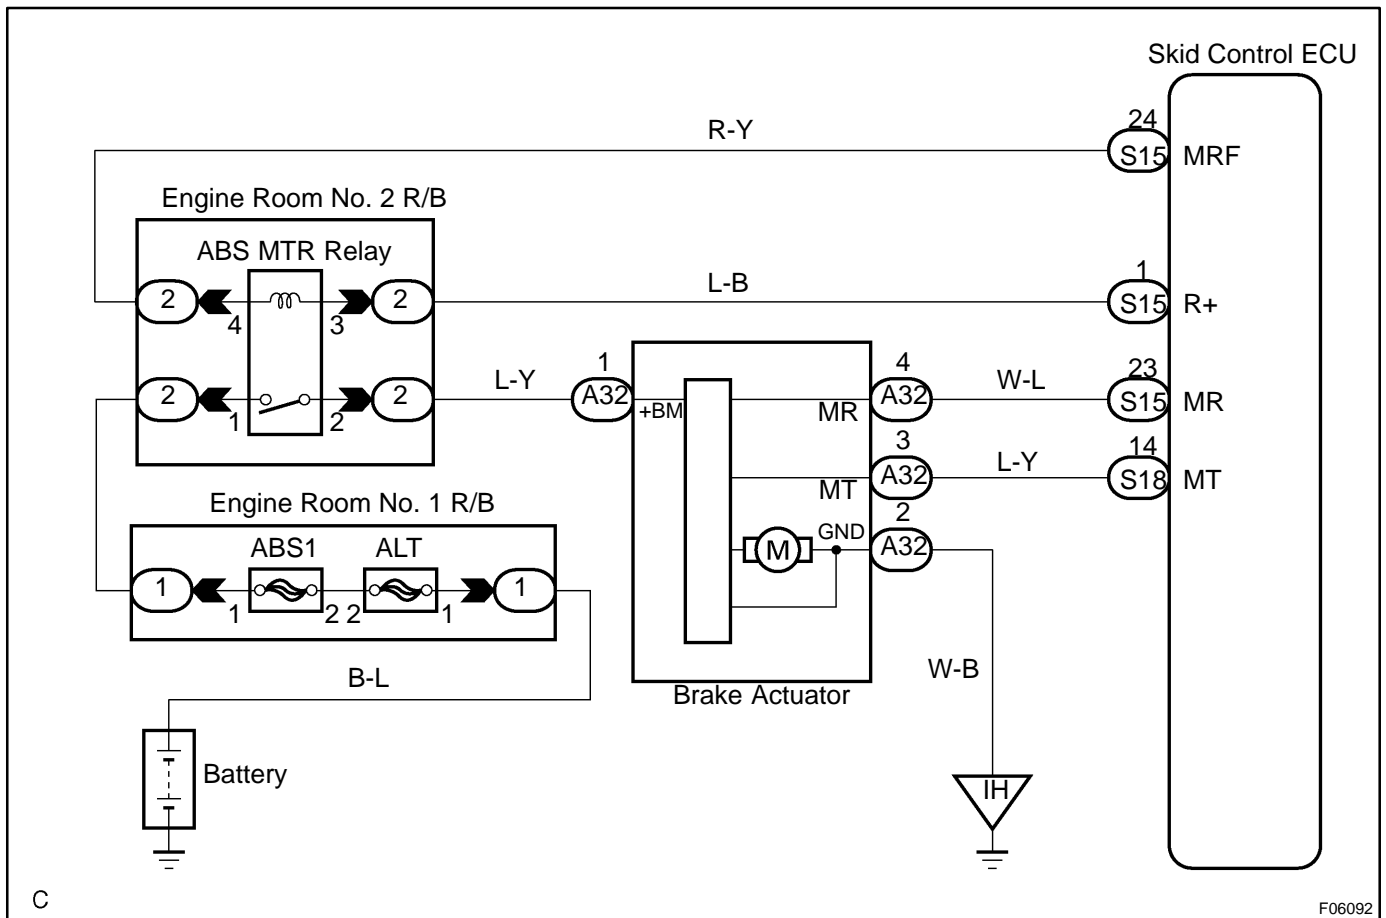 Skid Control ECU
24
R-Y
S15 MRF
Engine Room No. 2 R/B
ABS MTR Relay
2 4 3 2
L-B
1
S15 R+
2 1 2 2
L-Y
1
A32
+BM
MR
4
A32
W-L
23
S15 MR
MT
3
A32
L-Y
14
S18 MT
M
GND
2
A32
Engine Room No. 1 R/B
ABS1 ALT
1 1 2 2 1 1
B-L
Brake Actuator
W-B
Battery
IH
C
F06092